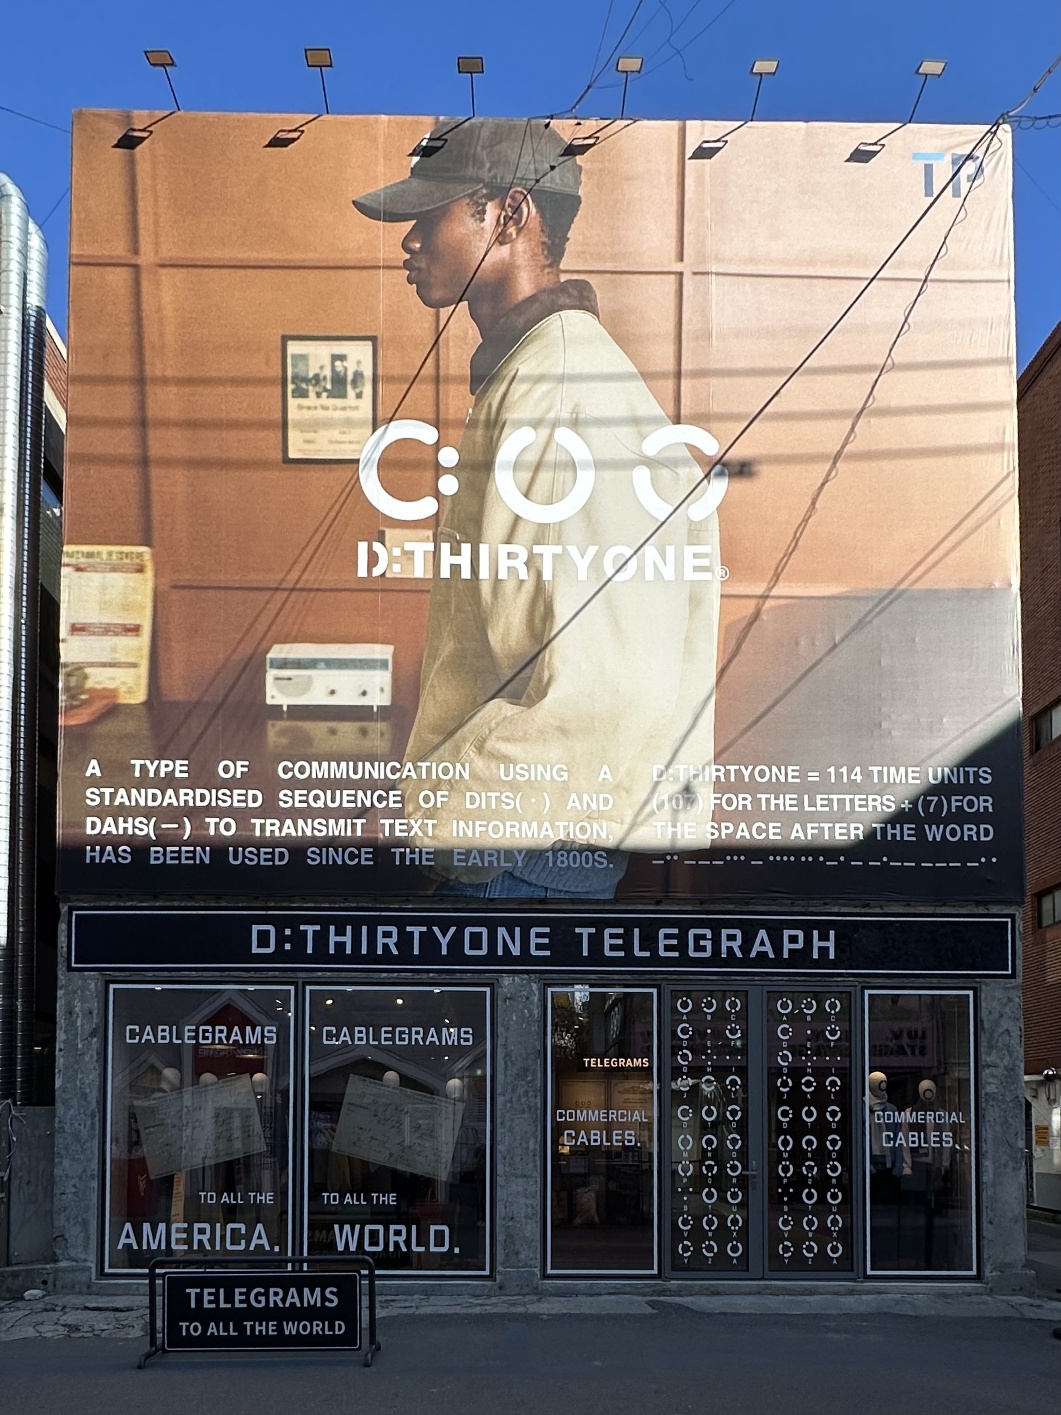 TP
Grace Na Quartet
D:THIRTYONE®
A TYPE OF COMMUNICATION USING A
STANDARDISED SEQUENCE OF DITS(·) AND
DAHS(—) TO TRANSMIT TEXT INFORMATION,
HAS BEEN USED SINCE THE EARLY 1800S.
D:THIRTYONE = 114 TIME UNITS
(107) FOR THE LETTERS + (7) FOR
THE SPACE AFTER THE WORD
D:THIRTYONE TELEGRAPH
CABLEGRAMS
TO ALL THE
AMERICA.
CABLEGRAMS
TO ALL THE
WORLD.
TELEGRAMS
COMMERCIAL
CABLES.
COMMERCIAL
CABLES.
TELEGRAMS
TO ALL THE WORLD